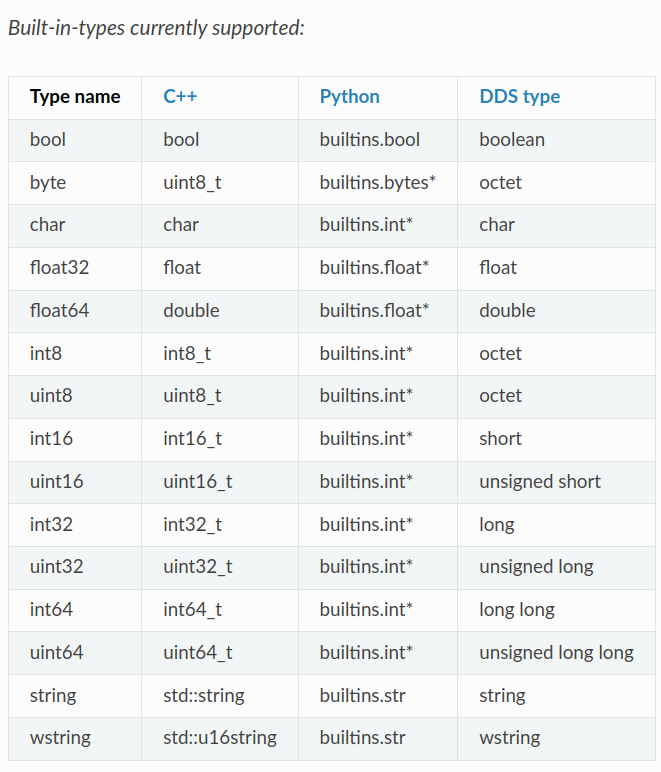 Built-in-types currently supported:
Type name C++ Python DDS type
bool bool builtins.bool boolean
byte uint8_t builtins.bytes* octet
char char builtins.int* char
float32 float builtins.float* float
float64 double builtins.float* double
int8 int8_t builtins.int* octet
uint8 uint8_t builtins.int* octet
int16 int16_t builtins.int* short
uint16 uint16_t builtins.int* unsigned short
int32 int32_t builtins.int* long
uint32 uint32_t builtins.int* unsigned long
int64 int64_t builtins.int* long long
uint64 uint64_t builtins.int* unsigned long long
string std::string builtins.str string
wstring std::u16string builtins.str wstring